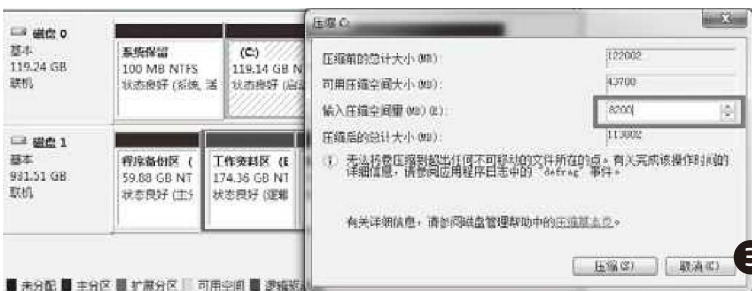 磁盘 0
基本
119.24 GB
联机
系统保留
100 MB NTFS
状态良好 (系统, 活
(C:)
119.14 GB N
状态良好 (启动
磁盘 1
基本
931.51 GB
联机
程序备份区 (
59.88 GB NT
状态良好 (主分
工作资料区 (E
174.36 GB NT
状态良好 (逻辑
未分配 主分区 扩展分区 可用空间 逻辑驱动
压缩
压缩前的总计大小(MB):
122002
可用压缩空间大小(MB):
43700
输入压缩空间量(MB)(E):
8200
压缩后的总计大小(MB):
113802
无法将卷压缩到超出任何不可移动的文件所在的点。有关完成该操作时间的
详细信息,请参阅应用程序日志中的"defrag"事件。
有关详细信息,请参阅磁盘管理帮助中的压缩基本卷。
压缩(S)
取消(C)
3